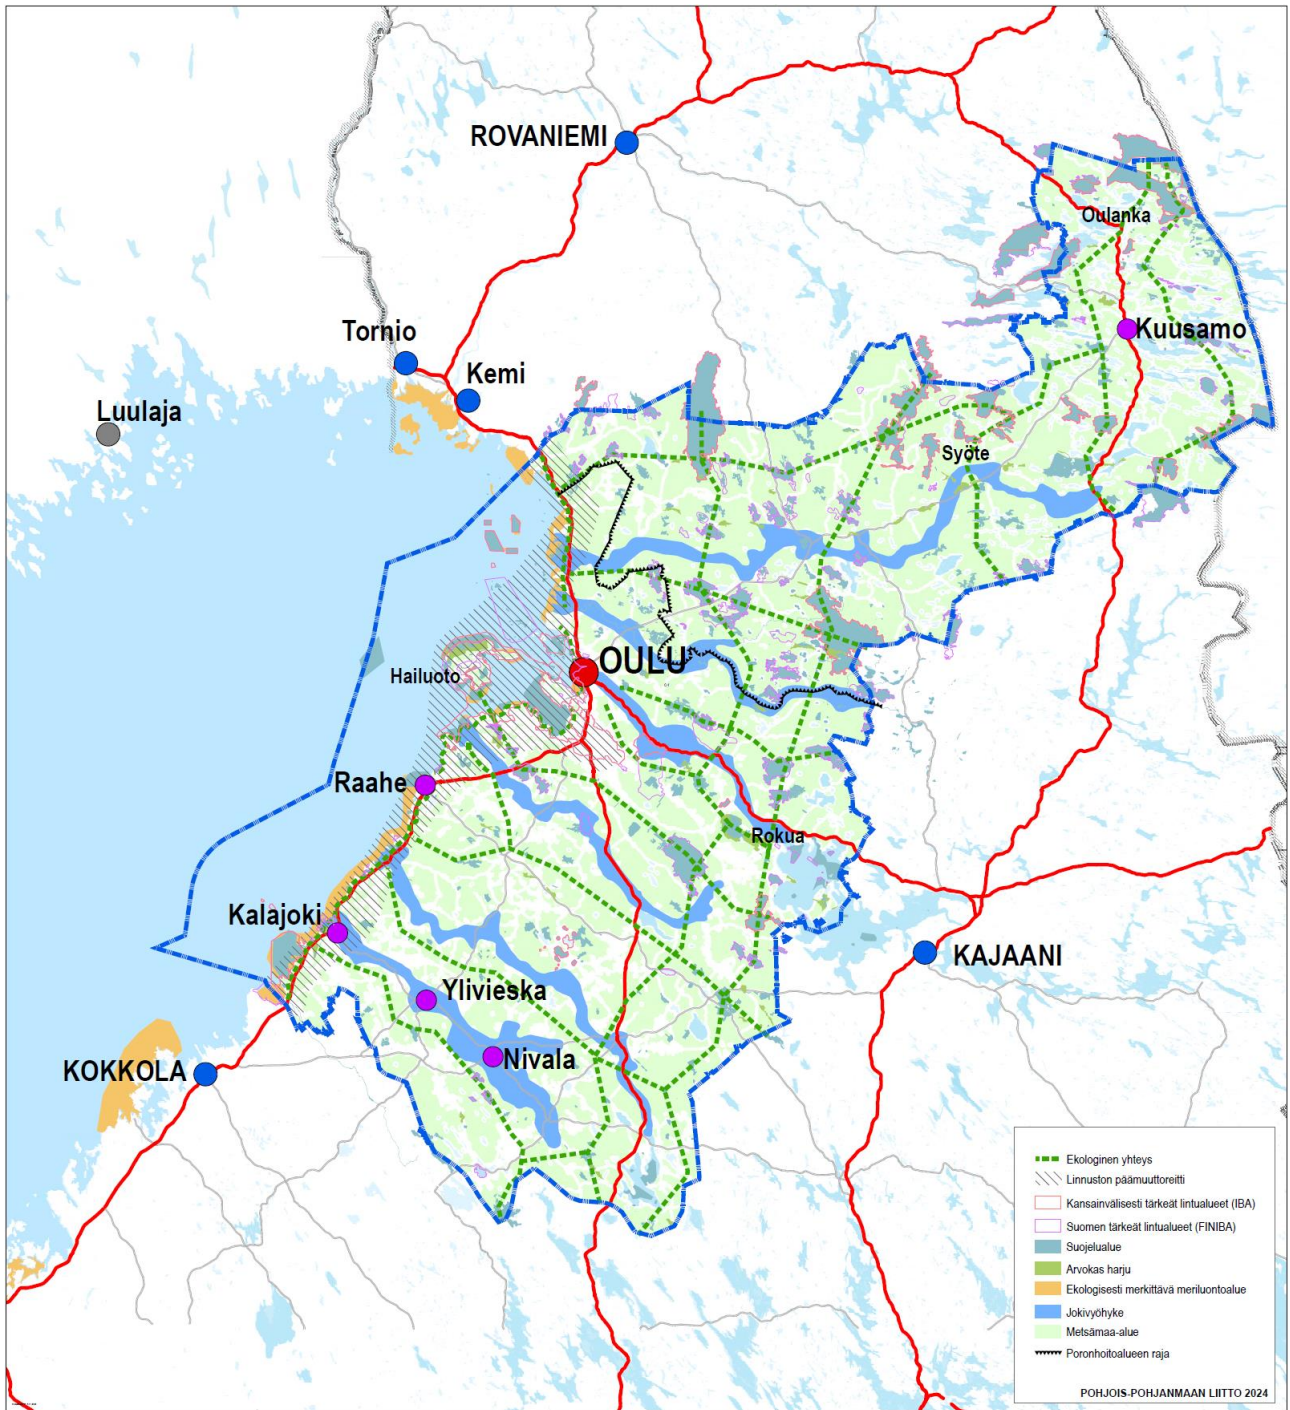 ROVANIEMI
Oulanka
Tornio
Kuusamo
Kemi
Luulaja
Syöte
OULU
Hailuoto
Raahe
Rokua
Kalajoki
KAJAANI
Ylivieska
Nivala
KOKKOLA
Ekologinen yhteys
Linnuston päämuuttoreitti
Kansainvälisesti tärkeät lintualueet (IBA)
Suomen tärkeät lintualueet (FINIBA)
Suojelualue
Arvokas harju
Ekologisesti merkittävä meriluontoalue
Jokivyöhyke
Metsämaa-alue
Poronhoitoalueen raja
POHJOIS-POHJANMAAN LIITTO 2024